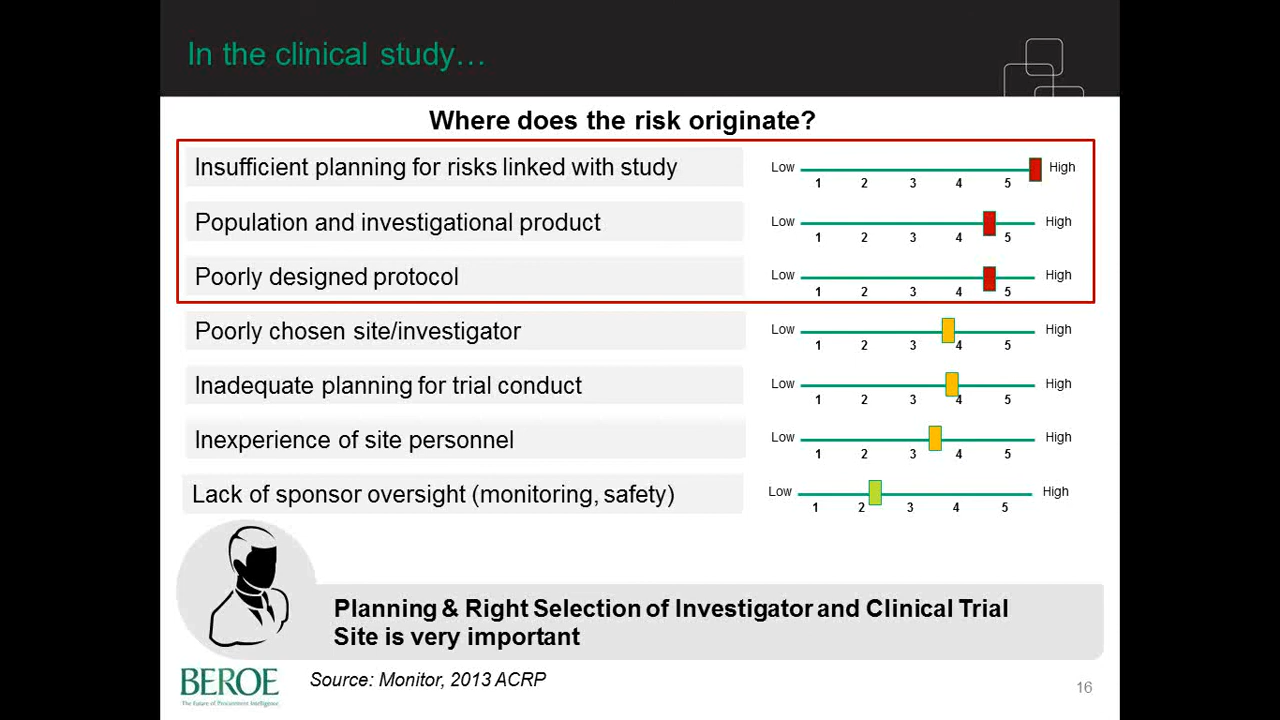 In the clinical study…
Where does the risk originate?
Insufficient planning for risks linked with study
Low
High
1 2 3 4 5
Population and investigational product
Low
High
1 2 3 4 5
Poorly designed protocol
Low
High
1 2 3 4 5
Poorly chosen site/investigator
Low
High
1 2 3 4 5
Inadequate planning for trial conduct
Low
High
1 2 3 4 5
Inexperience of site personnel
Low
High
1 2 3 4 5
Lack of sponsor oversight (monitoring, safety)
Low
High
1 2 3 4 5
Planning & Right Selection of Investigator and Clinical Trial
Site is very important
BEROE
The Future of Procurement Intelligence
Source: Monitor, 2013 ACRP
16